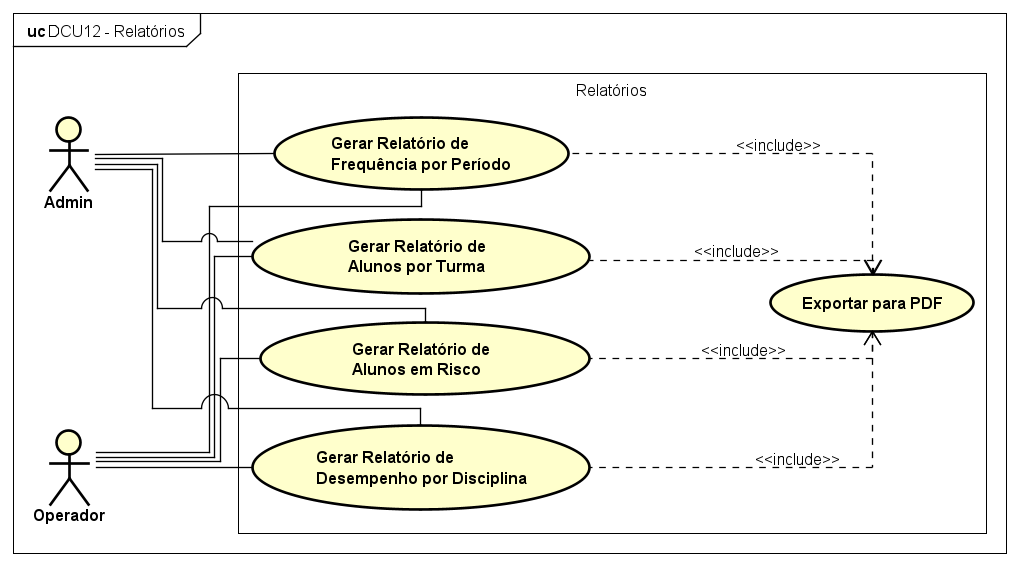 uc DCU12 - Relatórios
Relatórios
Admin
Gerar Relatório de
Frequência por Período
<<include>>
Gerar Relatório de
Alunos por Turma
<<include>>
Exportar para PDF
Gerar Relatório de
Alunos em Risco
<<include>>
Operador
Gerar Relatório de
Desempenho por Disciplina
<<include>>